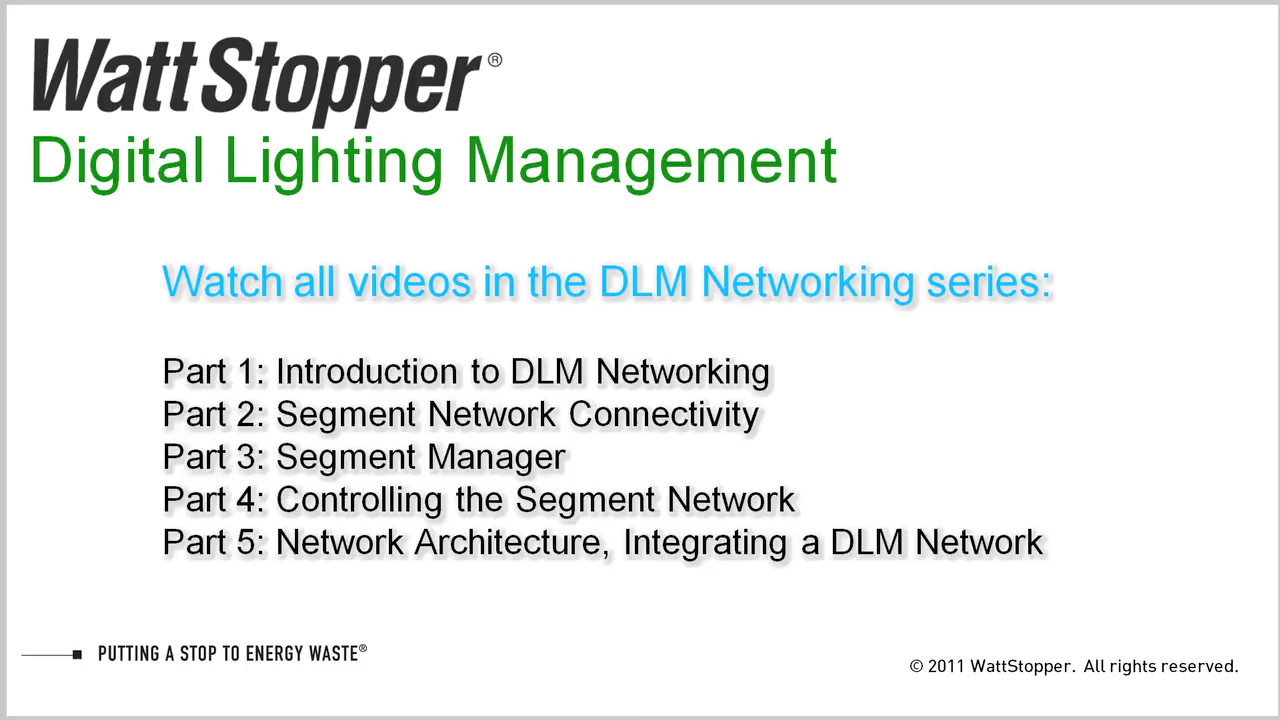 WattStopper®
Digital Lighting Management
Watch all videos in the DLM Networking series:
Part 1: Introduction to DLM Networking
Part 2: Segment Network Connectivity
Part 3: Segment Manager
Part 4: Controlling the Segment Network
Part 5: Network Architecture, Integrating a DLM Network
PUTTING A STOP TO ENERGY WASTE®
© 2011 WattStopper. All rights reserved.